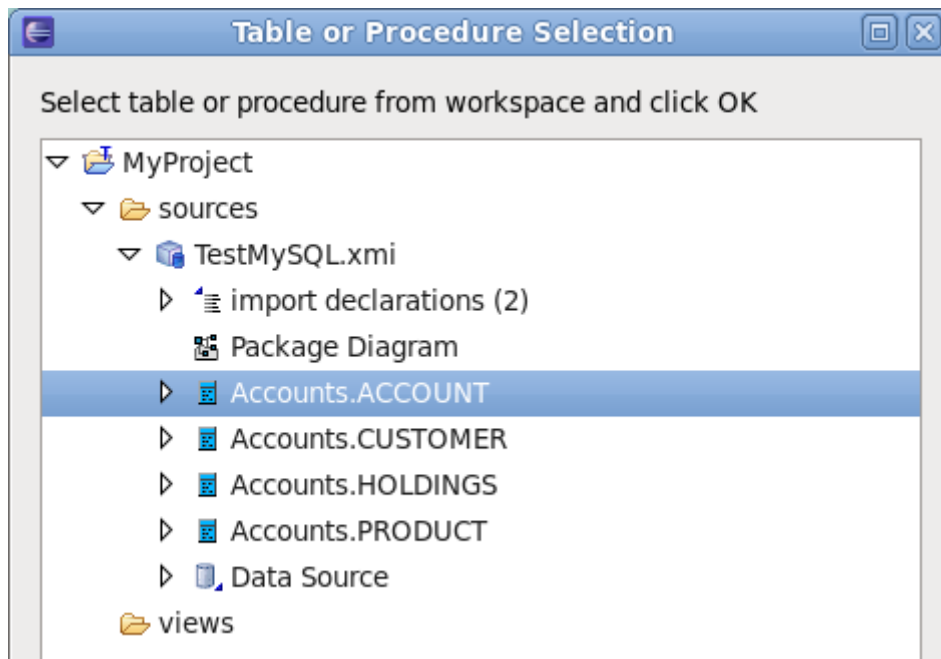 Table or Procedure Selection
Select table or procedure from workspace and click OK
MyProject
sources
TestMySQL.xmi
import declarations (2)
Package Diagram
Accounts.ACCOUNT
Accounts.CUSTOMER
Accounts.HOLDINGS
Accounts.PRODUCT
Data Source
views